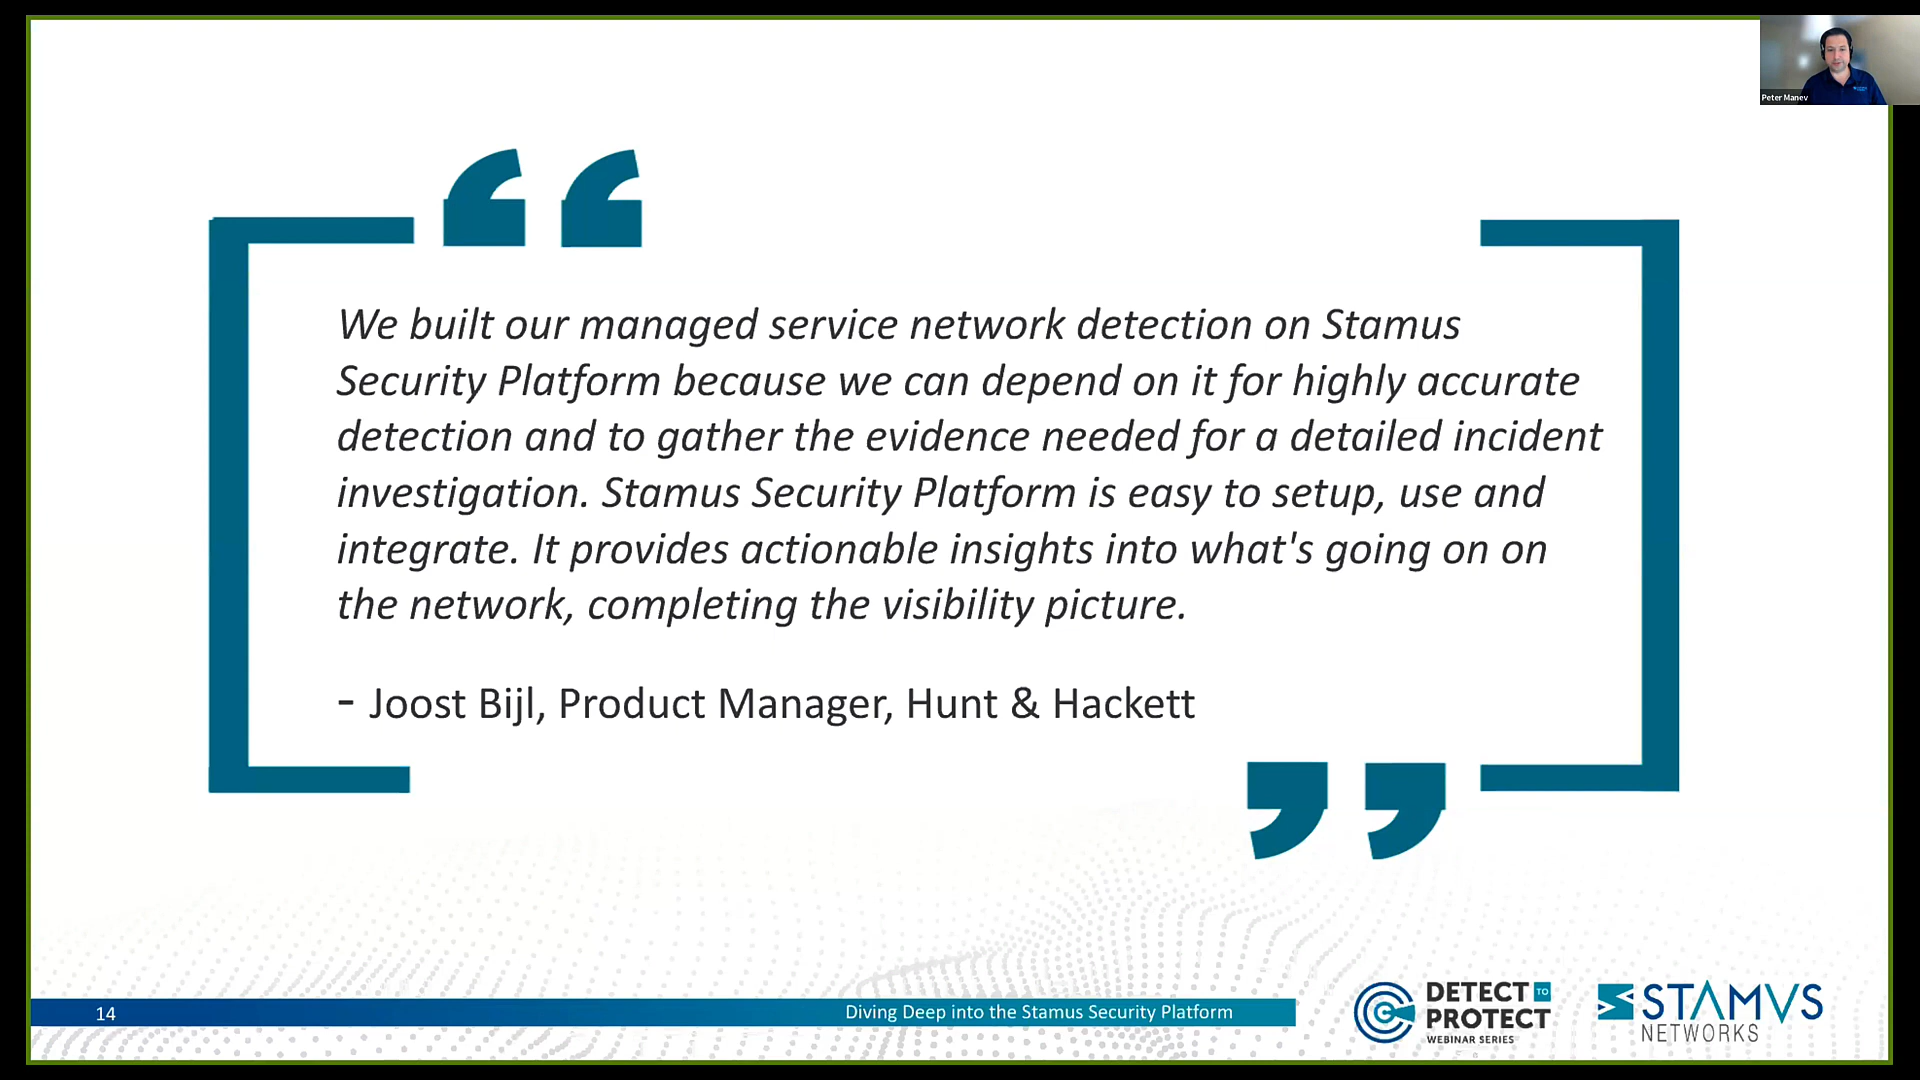 Peter Manev
We built our managed service network detection on Stamus
Security Platform because we can depend on it for highly accurate
detection and to gather the evidence needed for a detailed incident
investigation. Stamus Security Platform is easy to setup, use and
integrate. It provides actionable insights into what's going on on
the network, completing the visibility picture.
- Joost Bijl, Product Manager, Hunt & Hackett
14
Diving Deep into the Stamus Security Platform
DETECT TO
PROTECT
WEBINAR SERIES
STAMVS
NETWORKS